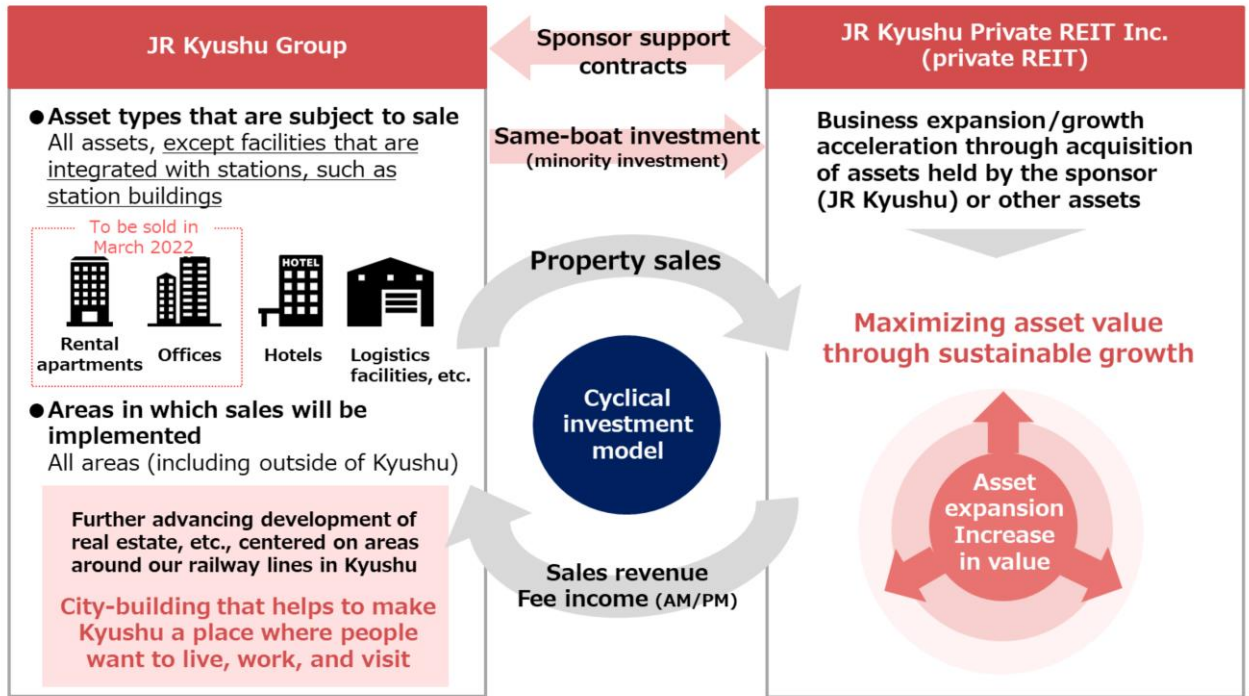 JR Kyushu Group
● Asset types that are subject to sale
All assets, except facilities that are
integrated with stations, such as
station buildings
To be sold in
March 2022
HOTEL
Rental
apartments
Offices
Hotels
Logistics
facilities, etc.
● Areas in which sales will be
implemented
All areas (including outside of Kyushu)
Further advancing development of
real estate, etc., centered on areas
around our railway lines in Kyushu
City-building that helps to make
Kyushu a place where people
want to live, work, and visit
Sponsor support
contracts
Same-boat investment
(minority investment)
Property sales
Cyclical
investment
model
Sales revenue
Fee income (AM/PM)
JR Kyushu Private REIT Inc.
(private REIT)
Business expansion/growth
acceleration through acquisition
of assets held by the sponsor
(JR Kyushu) or other assets
Maximizing asset value
through sustainable growth
Asset
expansion
Increase
in value